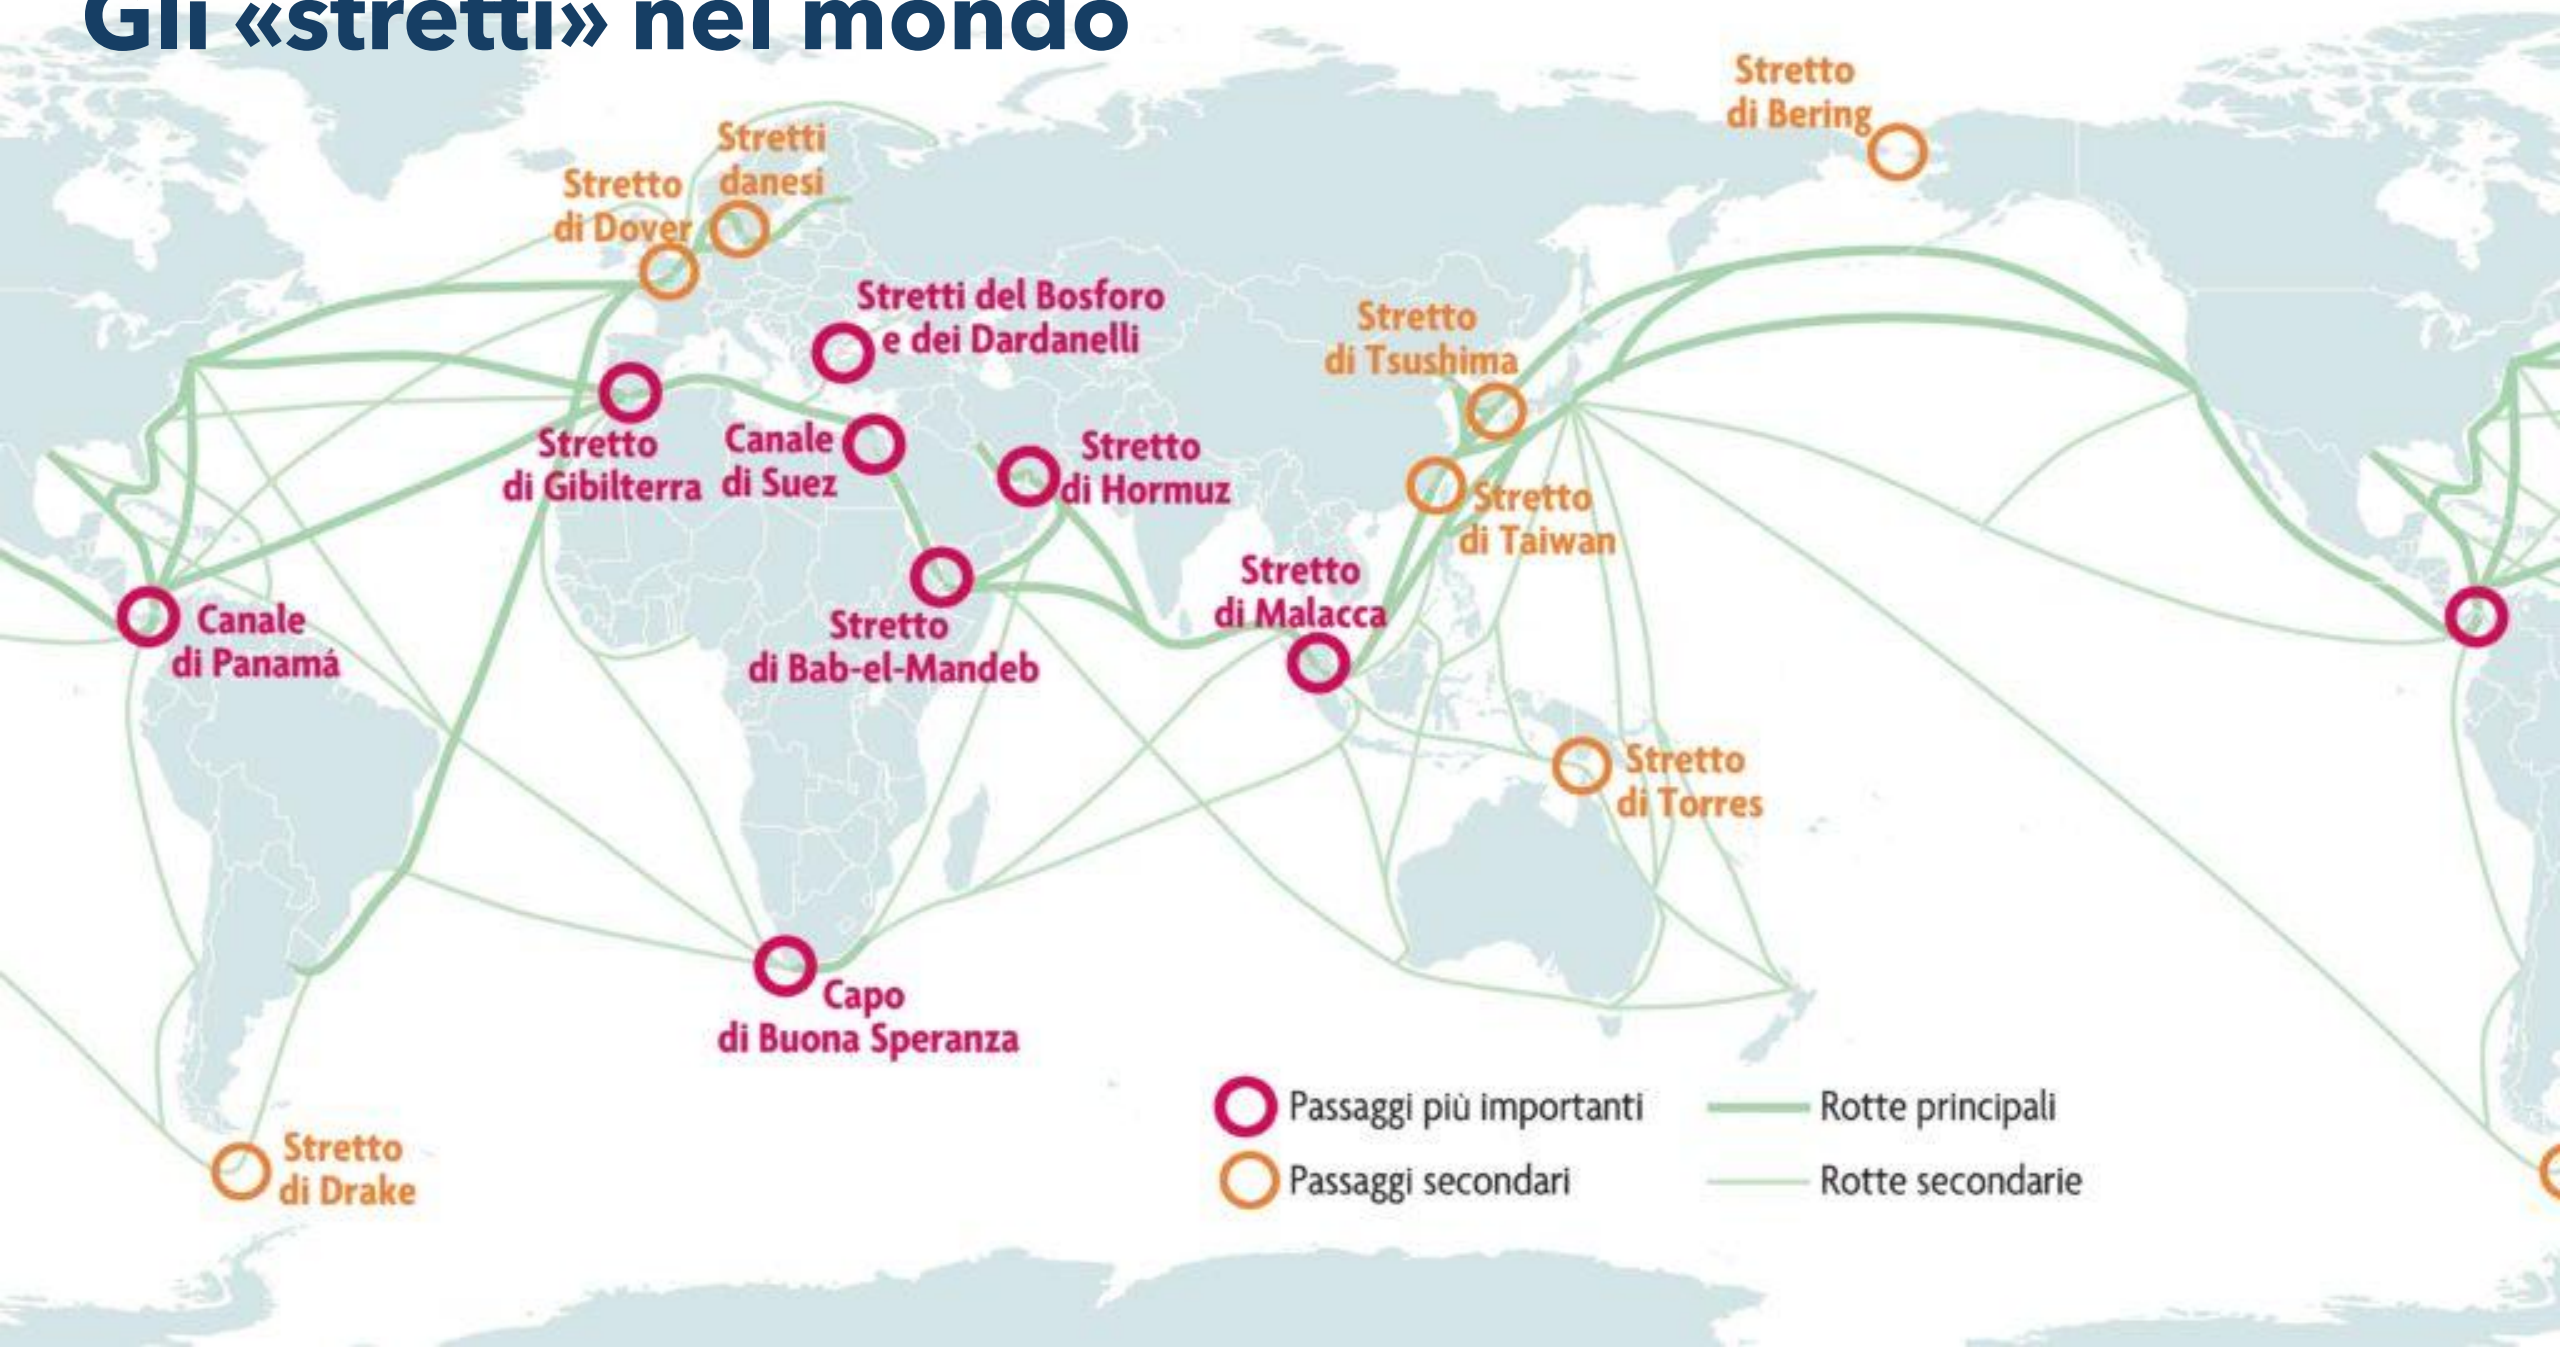 Gli «stretti» nel mondo
Stretto
di Bering
Stretti
danesi
Stretto
di Dover
Stretti del Bosforo
e dei Dardanelli
Stretto
di Tsushima
Stretto
di Gibilterra
Canale
di Suez
Stretto
di Hormuz
Stretto
di Taiwan
Stretto
di Malacca
Canale
di Panamá
Stretto
di Bab-el-Mandeb
Stretto
di Torres
Capo
di Buona Speranza
Stretto
di Drake
Passaggi più importanti
Rotte principali
Passaggi secondari
Rotte secondarie